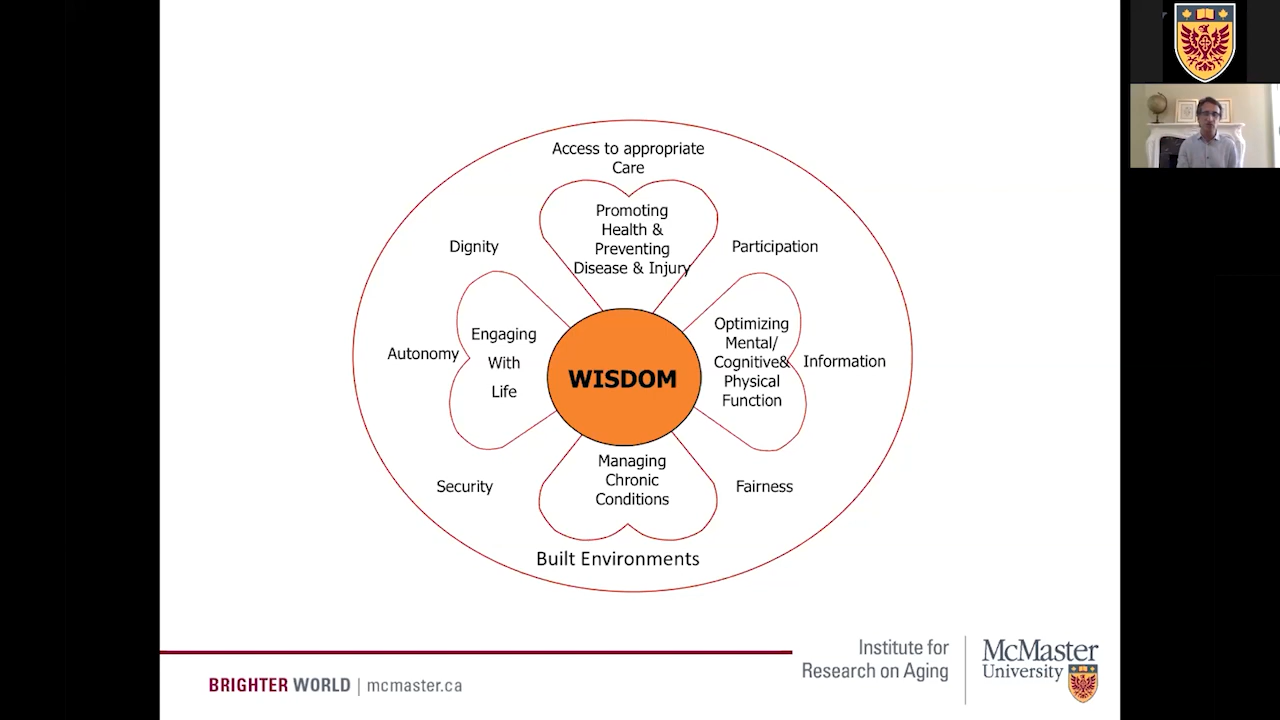 Access to appropriate
Care
Promoting
Health &
Preventing
Disease & Injury
Dignity
Participation
Engaging
With
Life
Autonomy
WISDOM
Optimizing
Mental/
Cognitive&
Physical
Function
Information
Managing
Chronic
Conditions
Security
Fairness
Built Environments
BRIGHTER WORLD | mcmaster.ca
Institute for
Research on Aging
McMaster
University